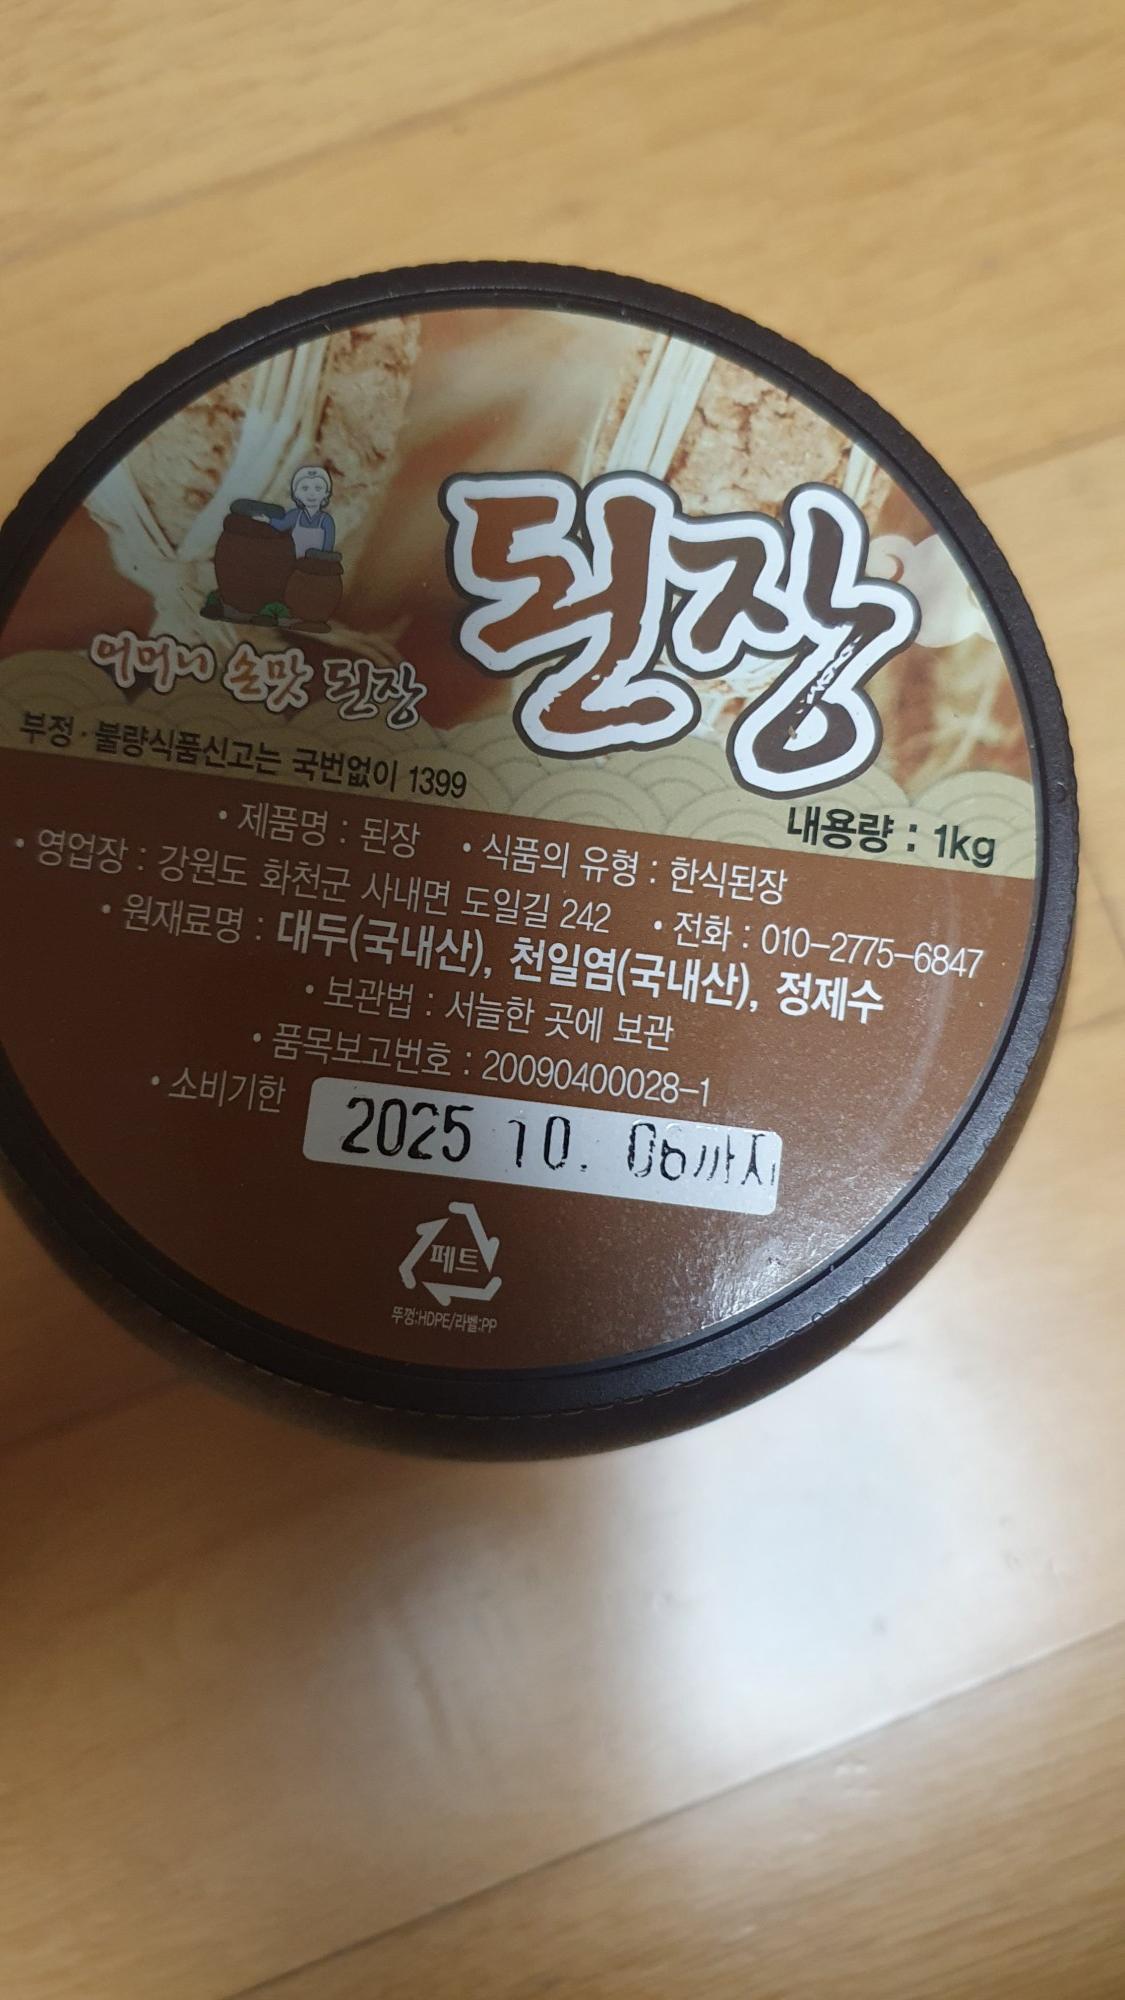 된장
어머니 손맛 된장
부정·불량식품신고는 국번없이 1399
내용량 : 1kg
• 제품명 : 된장 • 식품의 유형 : 한식된장
• 영업장 : 강원도 화천군 사내면 도일길 242 • 전화 : 010-2775-6847
• 원재료명 : 대두(국내산), 천일염(국내산), 정제수
• 보관법 : 서늘한 곳에 보관
• 품목보고번호 : 20090400028-1
• 소비기한 2025 10. 06까지
페트
뚜껑:HDPE/라벨:PP